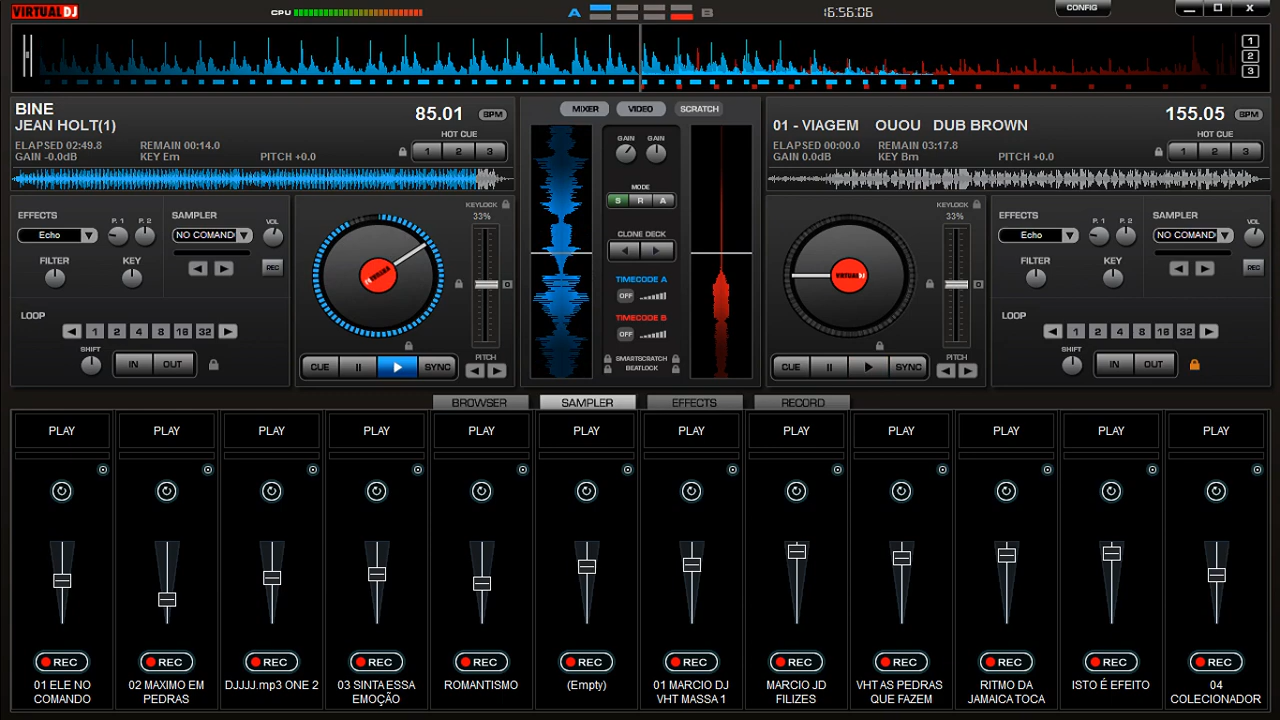 VIRTUAL DJ
CPU
A
B
16:56:06
CONFIG
X
1
2
3
BINE
85.01 BPM
JEAN HOLT(1)
HOT CUE
ELAPSED 02:49.8 REMAIN 00:14.0
1 2 3
GAIN -0.0dB KEY Em PITCH +0.0
MIXER VIDEO SCRATCH
155.05 BPM
01 - VIAGEM OUOU DUB BROWN
HOT CUE
ELAPSED 00:00.0 REMAIN 03:17.8
1 2 3
GAIN 0.0dB KEY Bm PITCH +0.0
EFFECTS
P. 1 P. 2
SAMPLER
VOL
Echo
NO COMAND
FILTER KEY
REC
LOOP
1 2 4 8 16 32
SHIFT
IN OUT
KEYLOCK
33%
CUE
SYNC
PITCH
GAIN GAIN
MODE
S R A
CLONE DECK
TIMECODE A
OFF
TIMECODE B
OFF
SMARTSCRATCH
BEATLOCK
VIRTUALDJ
KEYLOCK
33%
CUE
SYNC
PITCH
EFFECTS
P. 1 P. 2
SAMPLER
VOL
Echo
NO COMAND
FILTER KEY
REC
LOOP
1 2 4 8 16 32
SHIFT
IN OUT
BROWSER SAMPLER EFFECTS RECORD
PLAY PLAY PLAY PLAY PLAY PLAY PLAY PLAY PLAY PLAY PLAY PLAY
REC REC REC REC REC REC REC REC REC REC REC REC
01 ELE NO
COMANDO
02 MAXIMO EM
PEDRAS
DJJJJ.mp3 ONE 2
03 SINTA ESSA
EMOÇÃO
ROMANTISMO
(Empty)
01 MARCIO DJ
VHT MASSA 1
MARCIO JD
FILIZES
VHT AS PEDRAS
QUE FAZEM
RITMO DA
JAMAICA TOCA
ISTO É EFEITO
04
COLECIONADOR